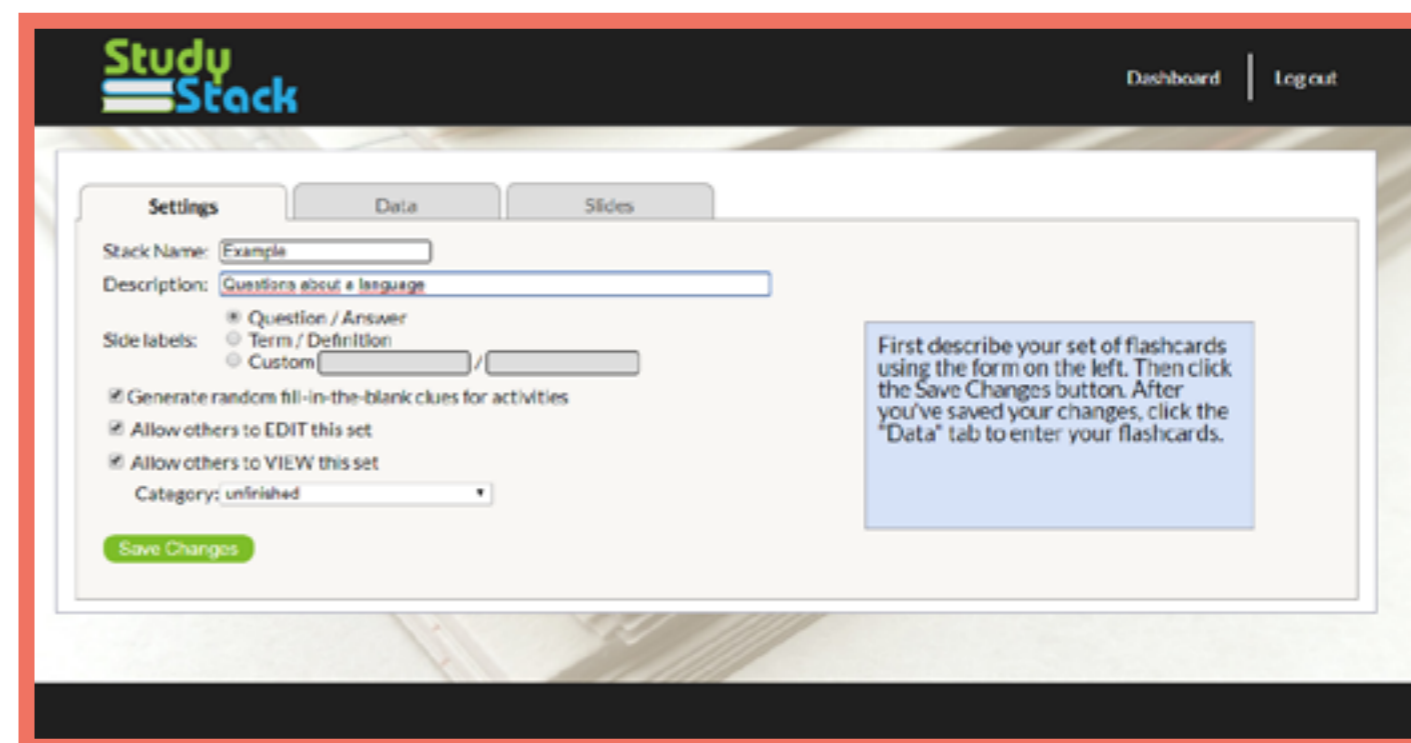 Study
Stack
Dashboard
Log out
Settings
Data
Slides
Stack Name: Example
Description: Questions about a language
Side labels:
Question / Answer
Term / Definition
Custom /
Generate random fill-in-the-blank clues for activities
Allow others to EDIT this set
Allow others to VIEW this set
Category: unfinished
Save Changes
First describe your set of flashcards
using the form on the left. Then click
the Save Changes button. After
you've saved your changes, click the
"Data" tab to enter your flashcards.